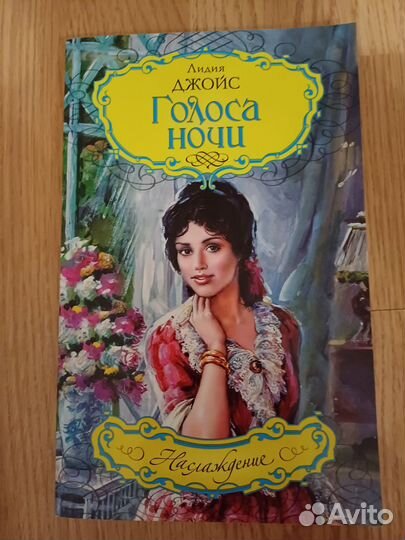 Лидия
ДЖОЙС
Голоса
ночи
Наслаждение
Avito